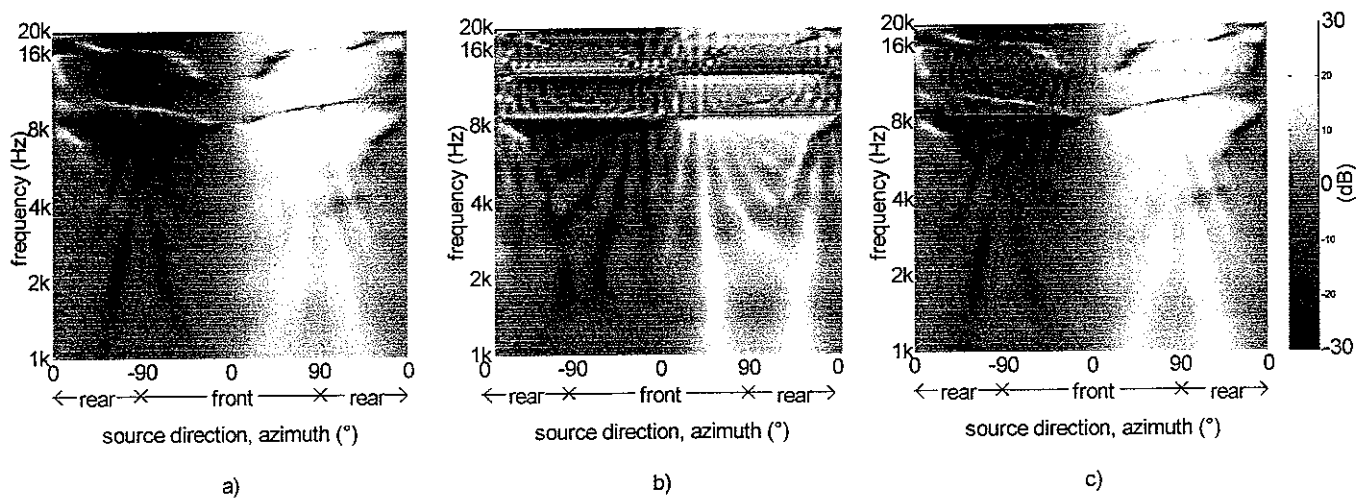 20k
16k
8k
4k
2k
1k
frequency (Hz)
0 -90 0 90 0
rear front rear
source direction, azimuth (°)
a)
20k
16k
8k
4k
2k
1k
frequency (Hz)
0 -90 0 90 0
rear front rear
source direction, azimuth (°)
b)
20k
16k
8k
4k
2k
1k
frequency (Hz)
0 -90 0 90 0
rear front rear
source direction, azimuth (°)
c)
30
20
10
0
-10
-20
-30
(dB)